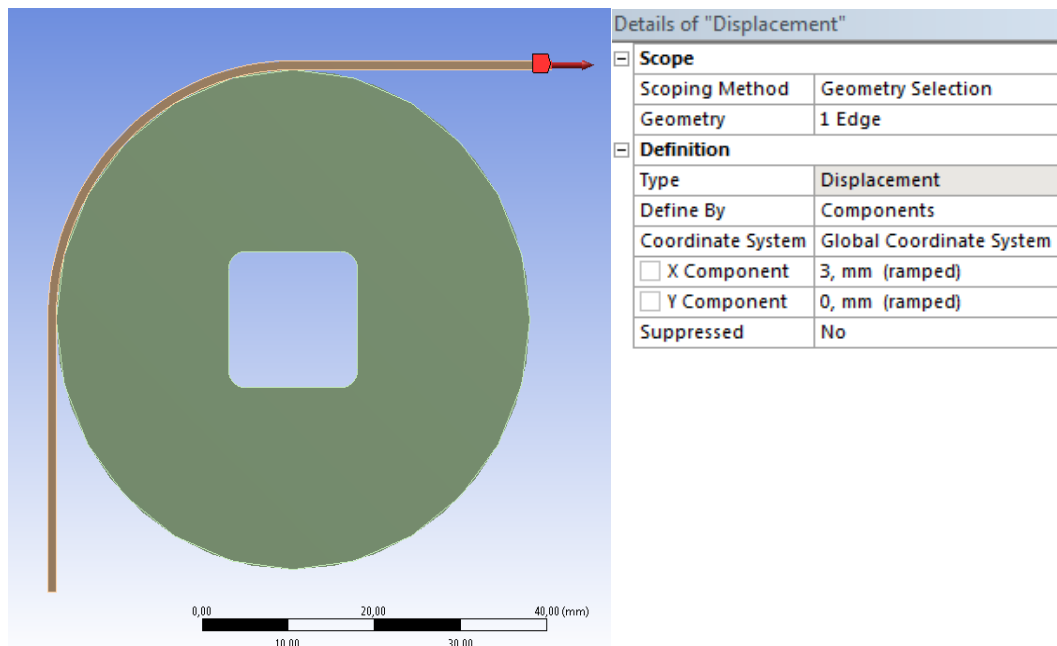 0,00 20,00 40,00 (mm)
10,00 30,00
Details of "Displacement"
Scope
Scoping Method Geometry Selection
Geometry 1 Edge
Definition
Type Displacement
Define By Components
Coordinate System Global Coordinate System
X Component 3, mm (ramped)
Y Component 0, mm (ramped)
Suppressed No